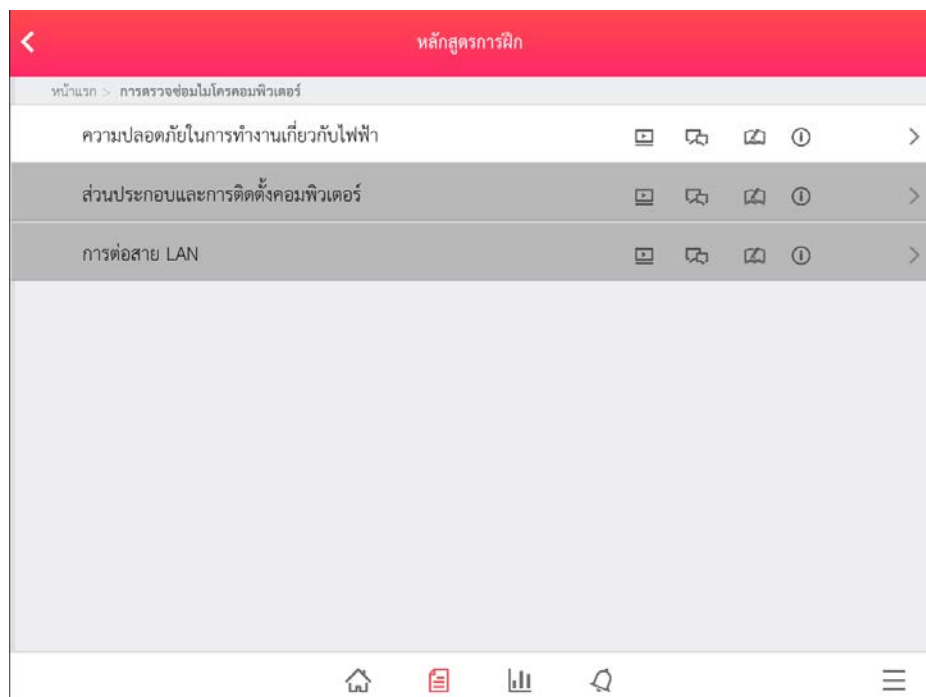 หลักสูตรการฝึก
หน้าแรก > การตรวจซ่อมไมโครคอมพิวเตอร์
ความปลอดภัยในการทำงานเกี่ยวกับไฟฟ้า
ส่วนประกอบและการติดตั้งคอมพิวเตอร์
การต่อสาย LAN